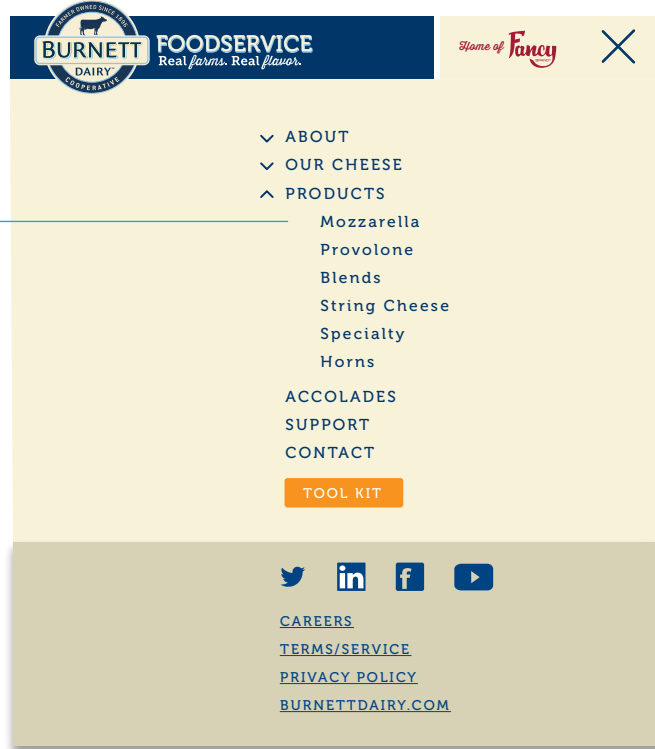 FARMER OWNED SINCE 1896
BURNETT
DAIRY
COOPERATIVE
FOODSERVICE
Real farms. Real flavor.
Home of Fancy
BRAND
ABOUT
OUR CHEESE
PRODUCTS
Mozzarella
Provolone
Blends
String Cheese
Specialty
Horns
ACCOLADES
SUPPORT
CONTACT
TOOL KIT
in
f
CAREERS
TERMS/SERVICE
PRIVACY POLICY
BURNETTDAIRY.COM